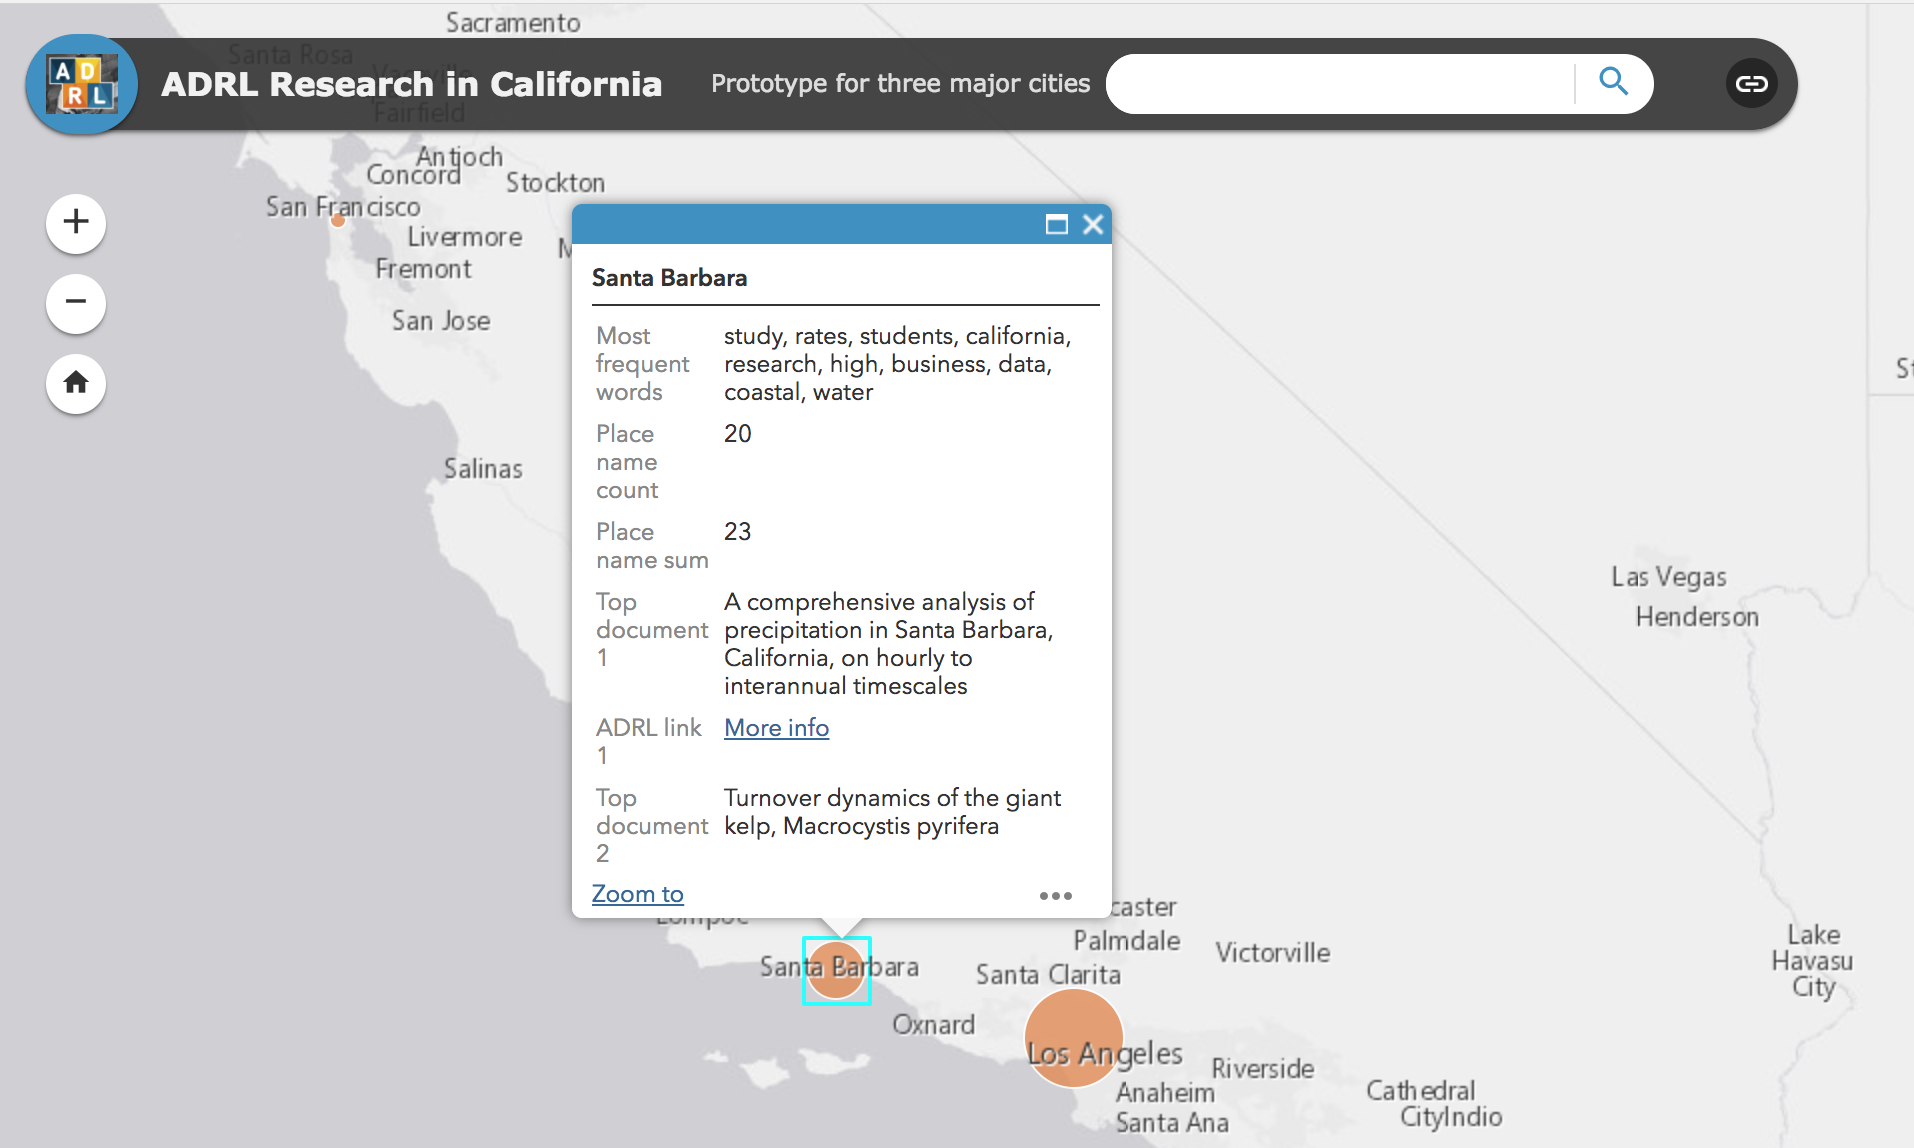 Sacramento
Santa Rosa
Vacaville
Fairfield
A D
R L
ADRL Research in California
Prototype for three major cities
Antioch
Concord
Stockton
San Francisco
Livermore
M
Fremont
San Jose
Salinas
Santa Barbara
Most frequent words
study, rates, students, california,
research, high, business, data,
coastal, water
Place name count
20
Place name sum
23
Top document 1
A comprehensive analysis of
precipitation in Santa Barbara,
California, on hourly to
interannual timescales
ADRL link 1
More info
Top document 2
Turnover dynamics of the giant
kelp, Macrocystis pyrifera
Zoom to
St
Las Vegas
Henderson
Lompoc
caster
Palmdale
Victorville
Lake
Havasu
City
Santa Barbara
Santa Clarita
Oxnard
Los Angeles
Riverside
Anaheim
Santa Ana
Cathedral
CityIndio